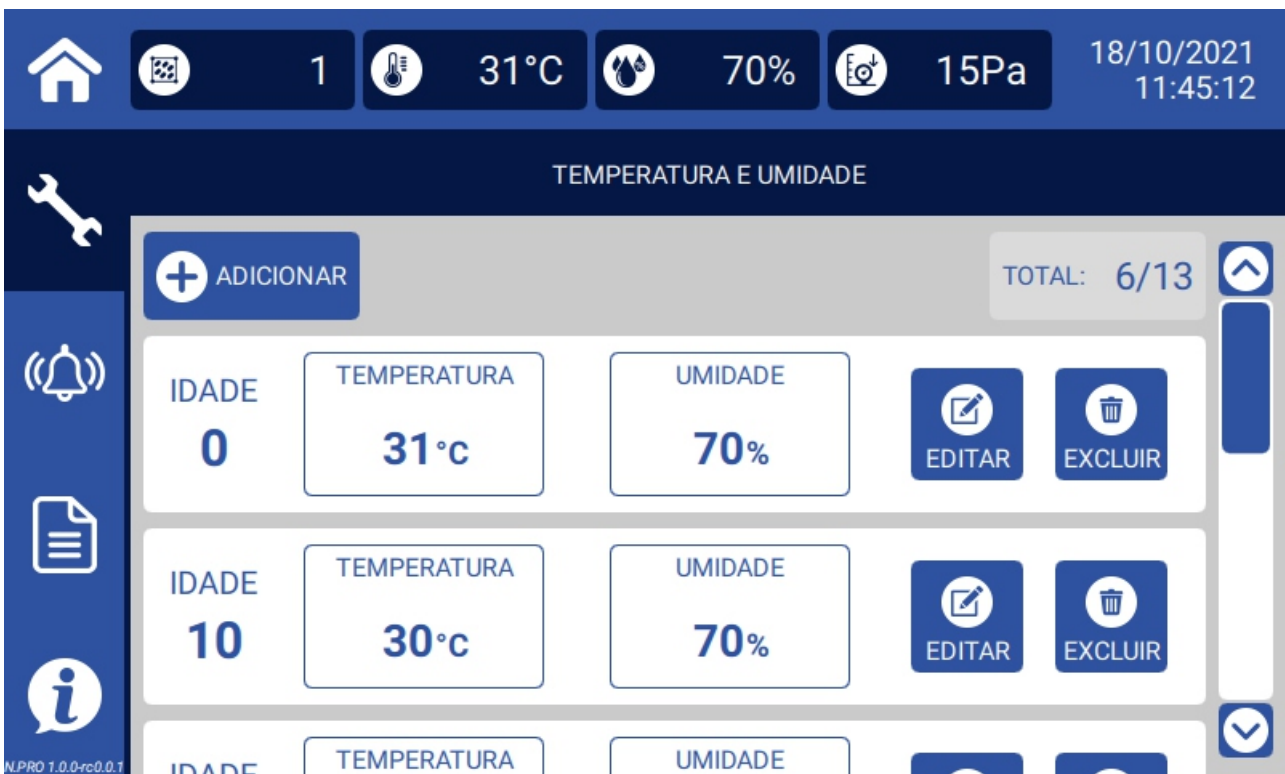 1
31°C
70%
15Pa
18/10/2021
11:45:12
TEMPERATURA E UMIDADE
ADICIONAR
TOTAL: 6/13
IDADE
0
TEMPERATURA
31°C
UMIDADE
70%
EDITAR
EXCLUIR
IDADE
10
TEMPERATURA
30°C
UMIDADE
70%
EDITAR
EXCLUIR
IDADE
TEMPERATURA
UMIDADE
N.PRO 1.0.0-rc0.0.1